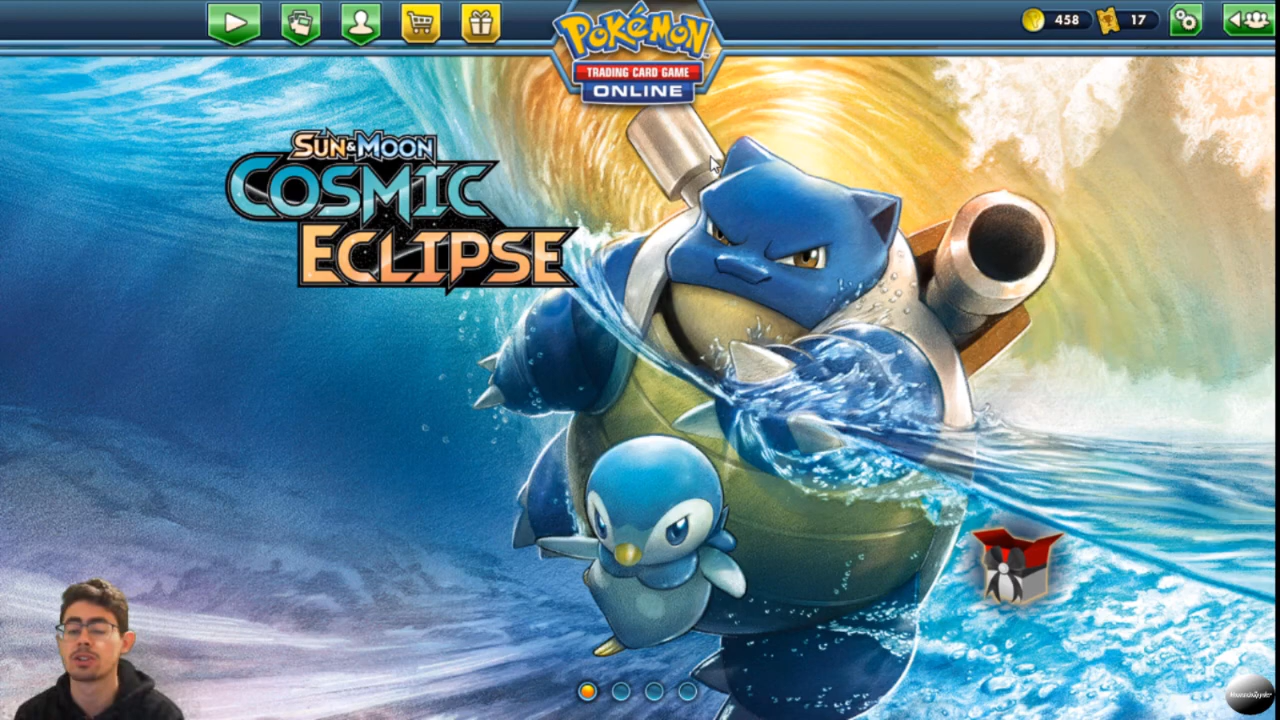 458
17
POKéMON
TRADING CARD GAME
ONLINE
SUN & MOON
COSMIC
ECLIPSE